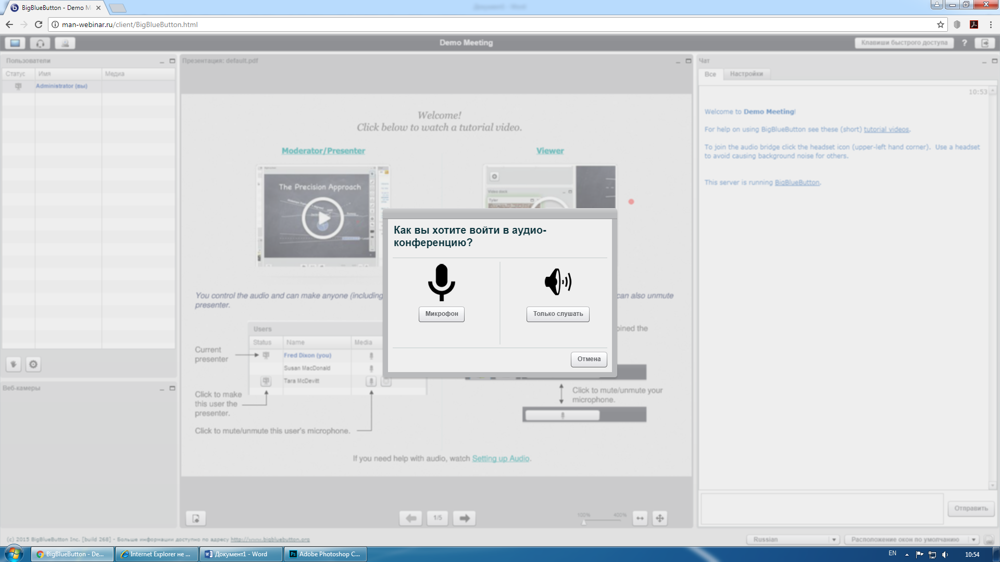 Документ1 - Word
BigBlueButton - Demo M
man-webinar.ru/client/BigBlueButton.html
Demo Meeting
Клавиши быстрого доступа
?
Пользователи
Статус Имя Медиа
Administrator (вы)
Веб-камеры
Презентация: default.pdf
Welcome!
Click below to watch a tutorial video.
Moderator/Presenter
Viewer
The Precision Approach
Video dock
Tyler
You control the audio and can make anyone (including
presenter.
can also unmute
Users
Status Name Media
Fred Dixon (you)
Susan MacDonald
Tara McDevitt
Current
presenter
Click to make
this user the
presenter.
Click to mute/unmute this user's microphone.
joined the
Click to mute/unmute your
microphone.
If you need help with audio, watch Setting up Audio.
Как вы хотите войти в аудио-
конференцию?
Микрофон
Только слушать
Отмена
1/5
100% 400%
Чат
Все Настройки
10:53
Welcome to Demo Meeting!
For help on using BigBlueButton see these (short) tutorial videos.
To join the audio bridge click the headset icon (upper-left hand corner). Use a headset
to avoid causing background noise for others.
This server is running BigBlueButton.
Отправить
(c) 2015 BigBlueButton Inc. [build 268] - Больше информации доступно по адресу http://www.bigbluebutton.org
Russian
Расположение окон по умолчанию
BigBlueButton - De...
Internet Explorer не ...
Документ1 - Word
Adobe Photoshop C...
EN
10:54